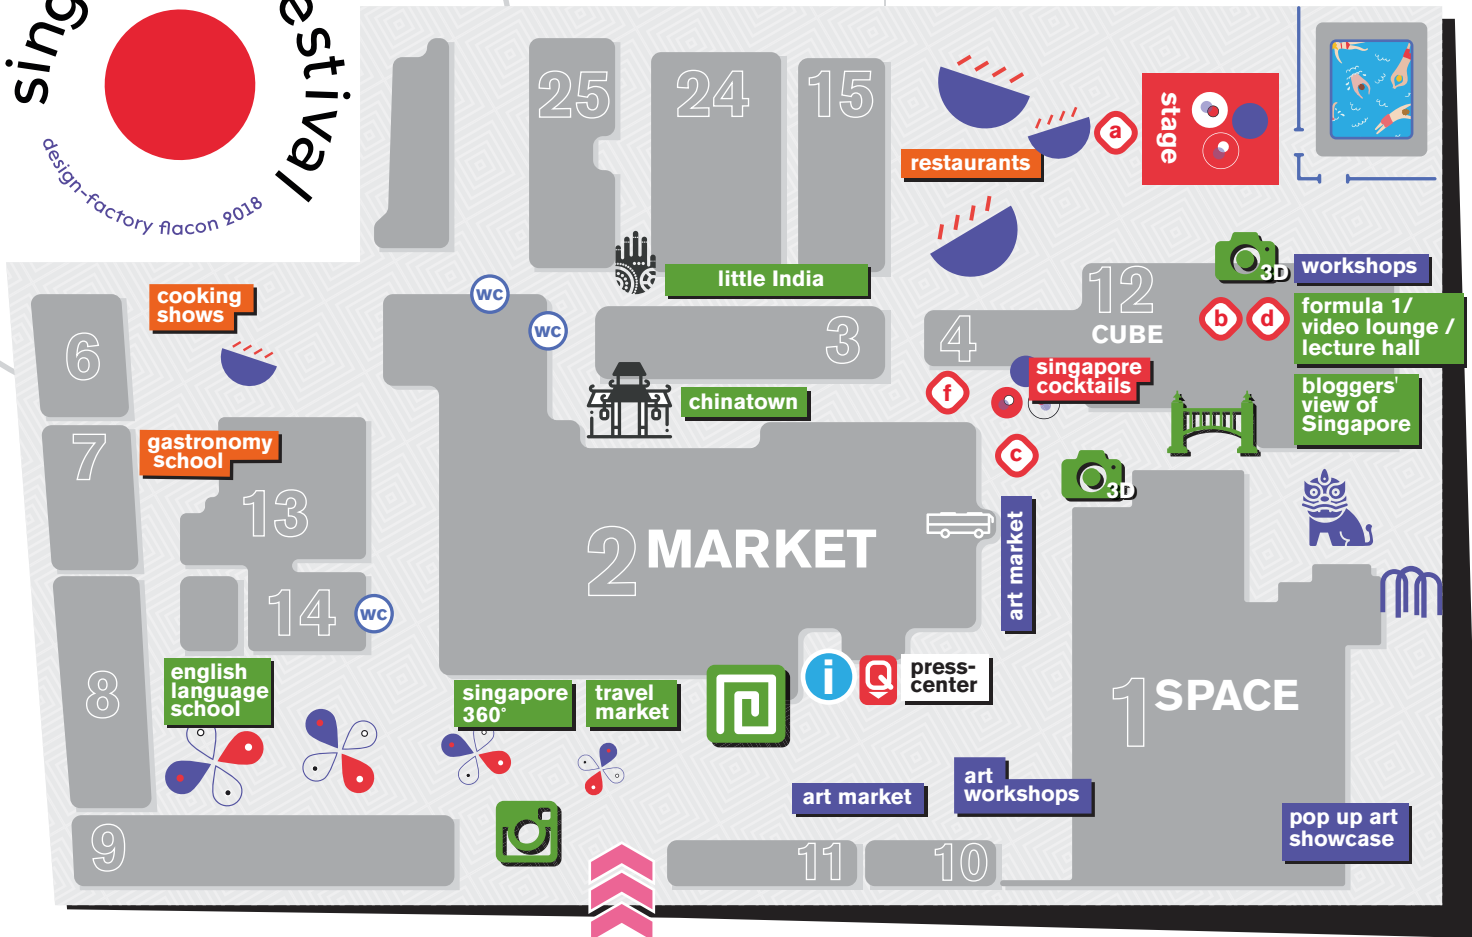 sing
estival
design-factory flacon 2018
25
24
15
restaurants
a
stage
little India
cooking
shows
wc
wc
6
3
4
12
CUBE
3D
workshops
b
d
formula 1/
video lounge /
lecture hall
singapore
cocktails
f
chinatown
bloggers'
view of
Singapore
7
gastronomy
school
13
c
3D
2 MARKET
art market
14
wc
8
english
language
school
singapore
360°
travel
market
i
Q
press-
center
1 SPACE
art market
art
workshops
pop up art
showcase
9
11
10